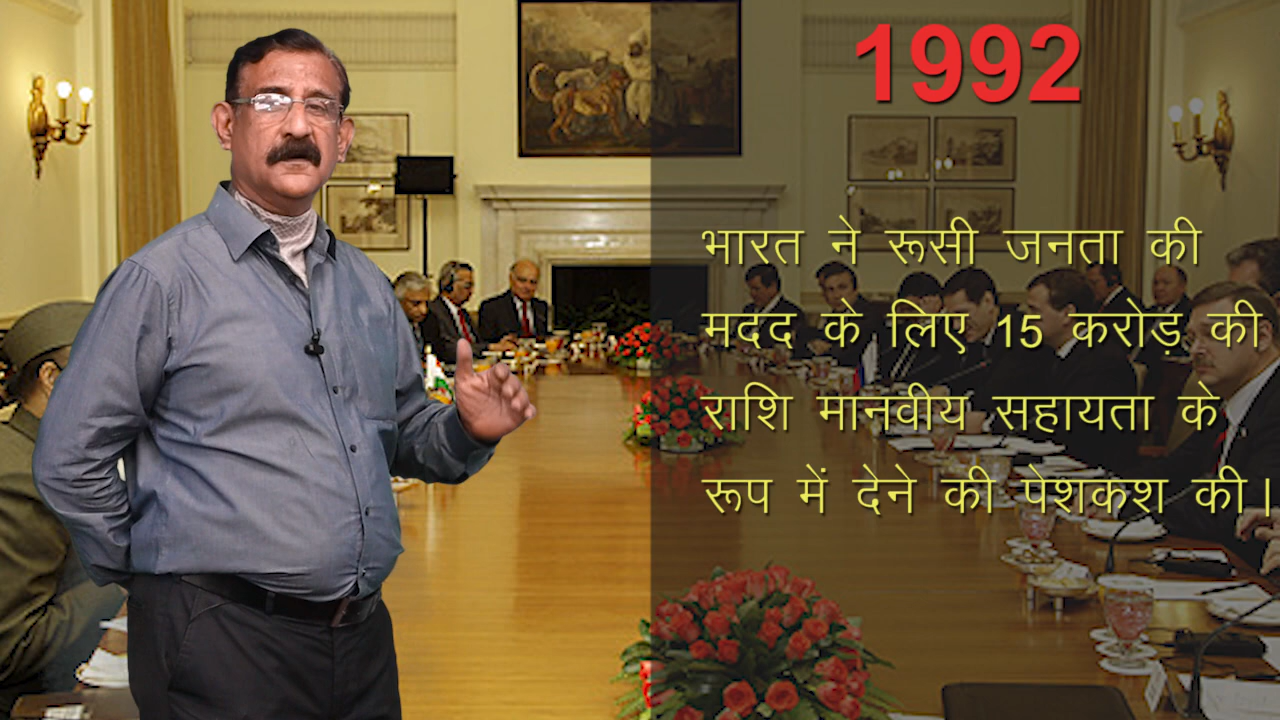 1992
भारत ने रूसी जनता की
मदद के लिए 15 करोड़ की
राशि मानवीय सहायता के
रूप में देने की पेशकश की।